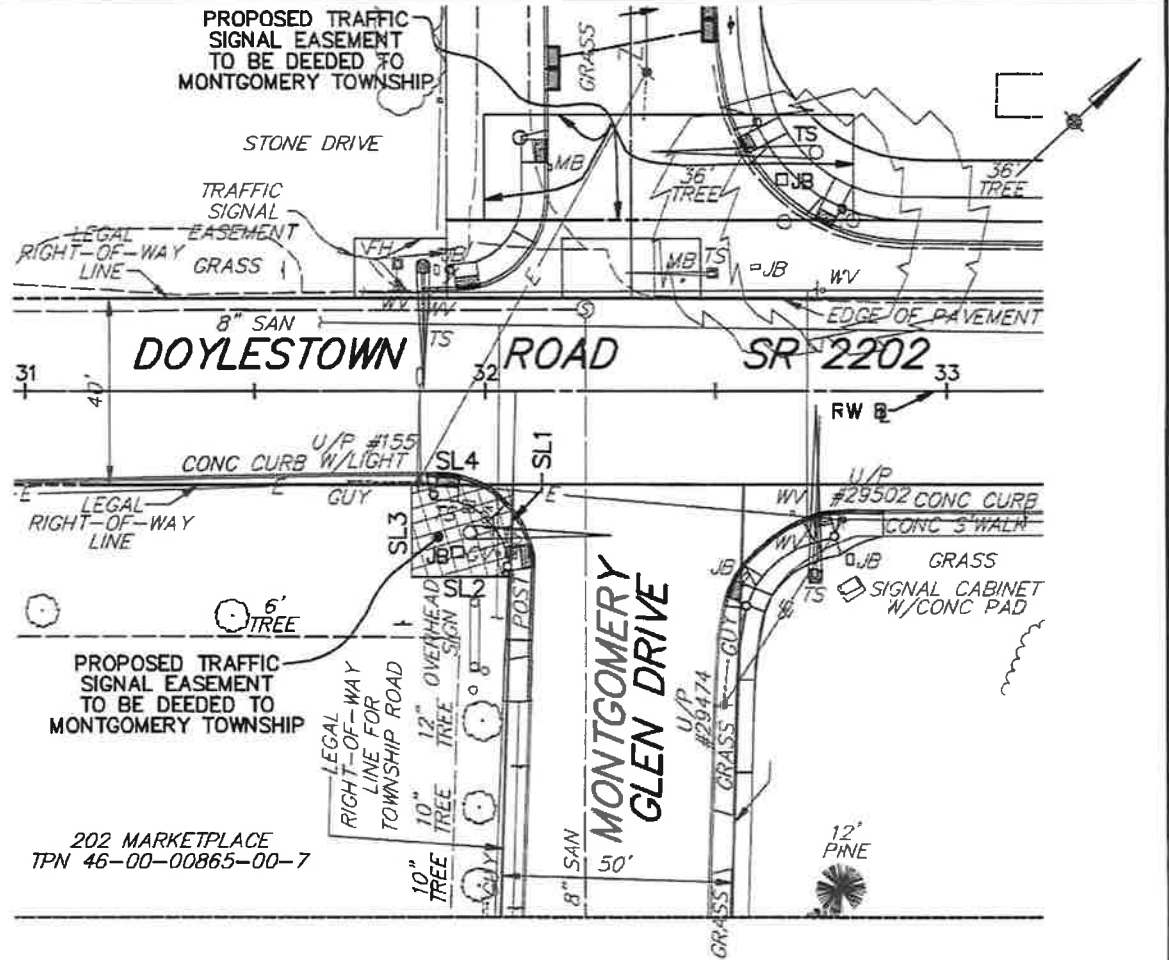 PROPOSED TRAFFIC
SIGNAL EASEMENT
TO BE DEEDED TO
MONTGOMERY TOWNSHIP
GRASS
STONE DRIVE
TS
MB
JB
36'
TREE
36'
TREE
TRAFFIC
SIGNAL
EASEMENT
LEGAL
RIGHT-OF-WAY
LINE
GRASS
FH
JB
MB
TS
JB
WV
WV
WV
E
S
EDGE OF PAVEMENT
8" SAN
TS
DOYLESTOWN ROAD SR 2202
31
32
33
40'
RW
U/P #155
W/LIGHT
CONC CURB
SL4
SL1
E
E
GUY
E
LEGAL
RIGHT-OF-WAY
LINE
SL3
JB
SL2
U/P
#29502
WV
CONC CURB
CONC S'WALK
WV
JB
JB
GRASS
TS
SIGNAL CABINET
W/CONC PAD
6'
TREE
POST
OVERHEAD
SIGN
MONTGOMERY
GLEN DRIVE
GUY
U/P
#29474
GRASS
PROPOSED TRAFFIC
SIGNAL EASEMENT
TO BE DEEDED TO
MONTGOMERY TOWNSHIP
LEGAL
RIGHT-OF-WAY
LINE FOR
TOWNSHIP ROAD
12"
TREE
10"
TREE
10"
TREE
GUY
8" SAN
50'
GRASS
12'
PINE
202 MARKETPLACE
TPN 46-00-00865-00-7